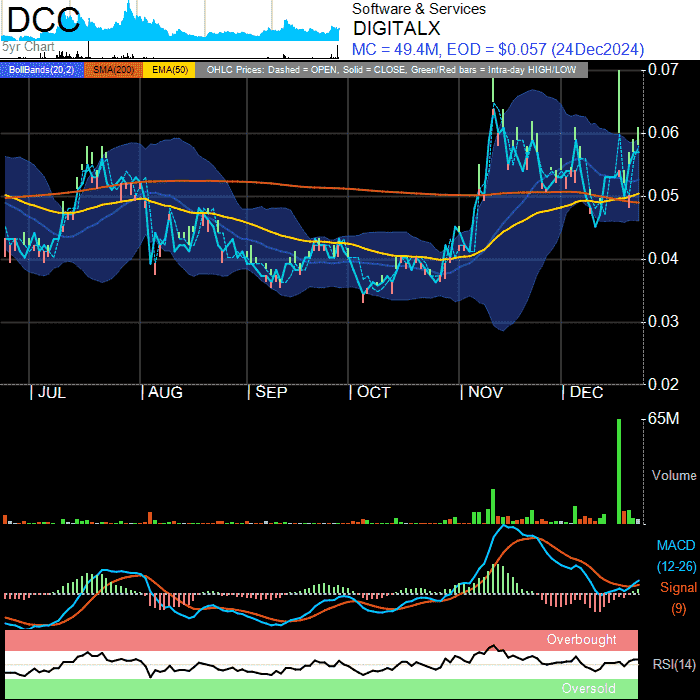 DCC
5yr Chart
Software & Services
DIGITALX
MC = 49.4M, EOD = $0.057 (24Dec2024)
BollBands(20,2) SMA(200) EMA(50) OHLC Prices: Dashed = OPEN, Solid = CLOSE, Green/Red bars = Intra-day HIGH/LOW
0.07
0.06
0.05
0.04
0.03
0.02
| JUL | AUG | SEP | OCT | NOV | DEC
65M
Volume
MACD
(12-26)
Signal
(9)
Overbought
RSI(14)
Oversold